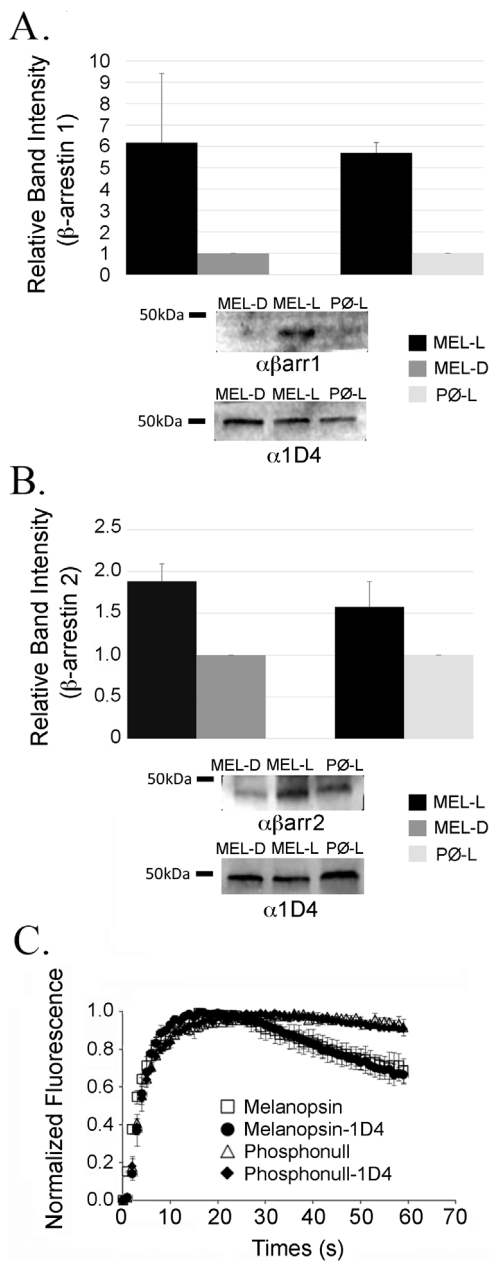 A.
Relative Band Intensity
(β-arrestin 1)
10
9
8
7
6
5
4
3
2
1
0
MEL-D MEL-L PØ-L
50kDa
αβarr1
MEL-D MEL-L PØ-L
50kDa
α1D4
MEL-L
MEL-D
PØ-L
B.
Relative Band Intensity
(β-arrestin 2)
2.5
2.0
1.5
1.0
0.5
0
MEL-D MEL-L PØ-L
50kDa
αβarr2
MEL-D MEL-L PØ-L
50kDa
α1D4
MEL-L
MEL-D
PØ-L
C.
Normalized Fluorescence
1.0
0.8
0.6
0.4
0.2
0.0
Melanopsin
Melanopsin-1D4
Phosphonull
Phosphonull-1D4
0 10 20 30 40 50 60 70
Times (s)